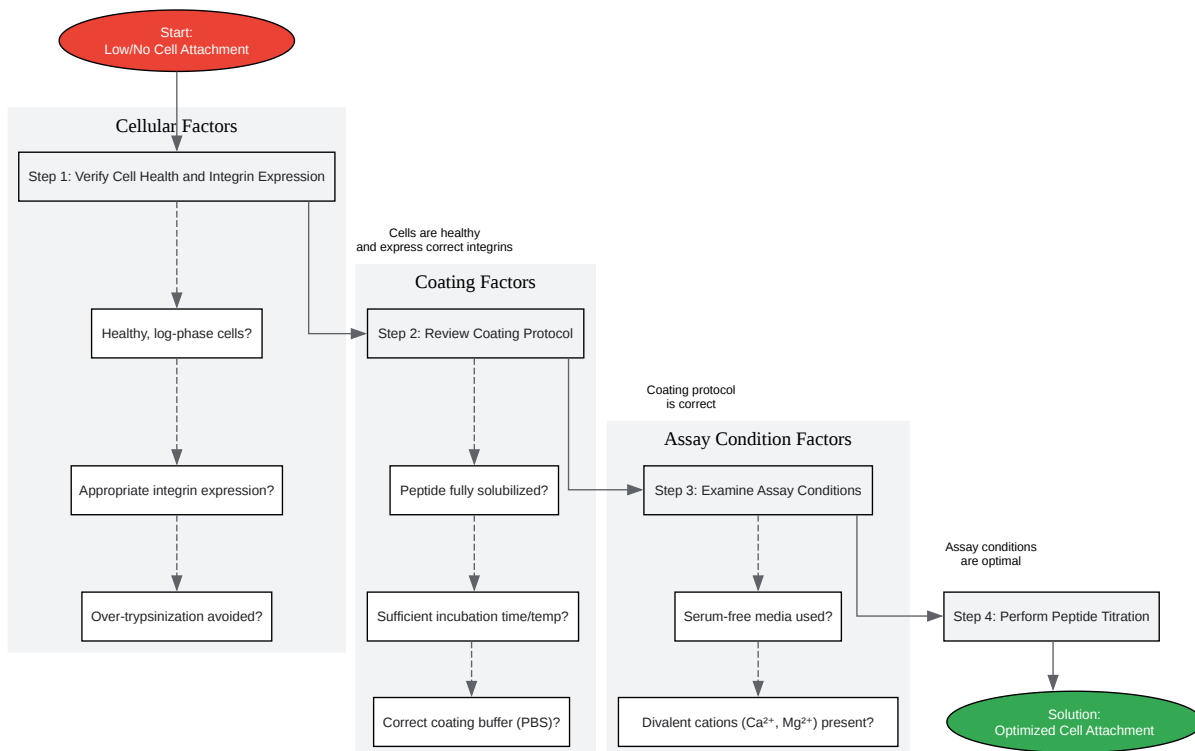 Start:
Low/No Cell Attachment
Cellular Factors
Step 1: Verify Cell Health and Integrin Expression
Healthy, log-phase cells?
Appropriate integrin expression?
Over-trypsinization avoided?
Cells are healthy
and express correct integrins
Coating Factors
Step 2: Review Coating Protocol
Peptide fully solubilized?
Sufficient incubation time/temp?
Correct coating buffer (PBS)?
Coating protocol
is correct
Assay Condition Factors
Step 3: Examine Assay Conditions
Serum-free media used?
Divalent cations (Ca²⁺, Mg²⁺) present?
Assay conditions
are optimal
Step 4: Perform Peptide Titration
Solution:
Optimized Cell Attachment